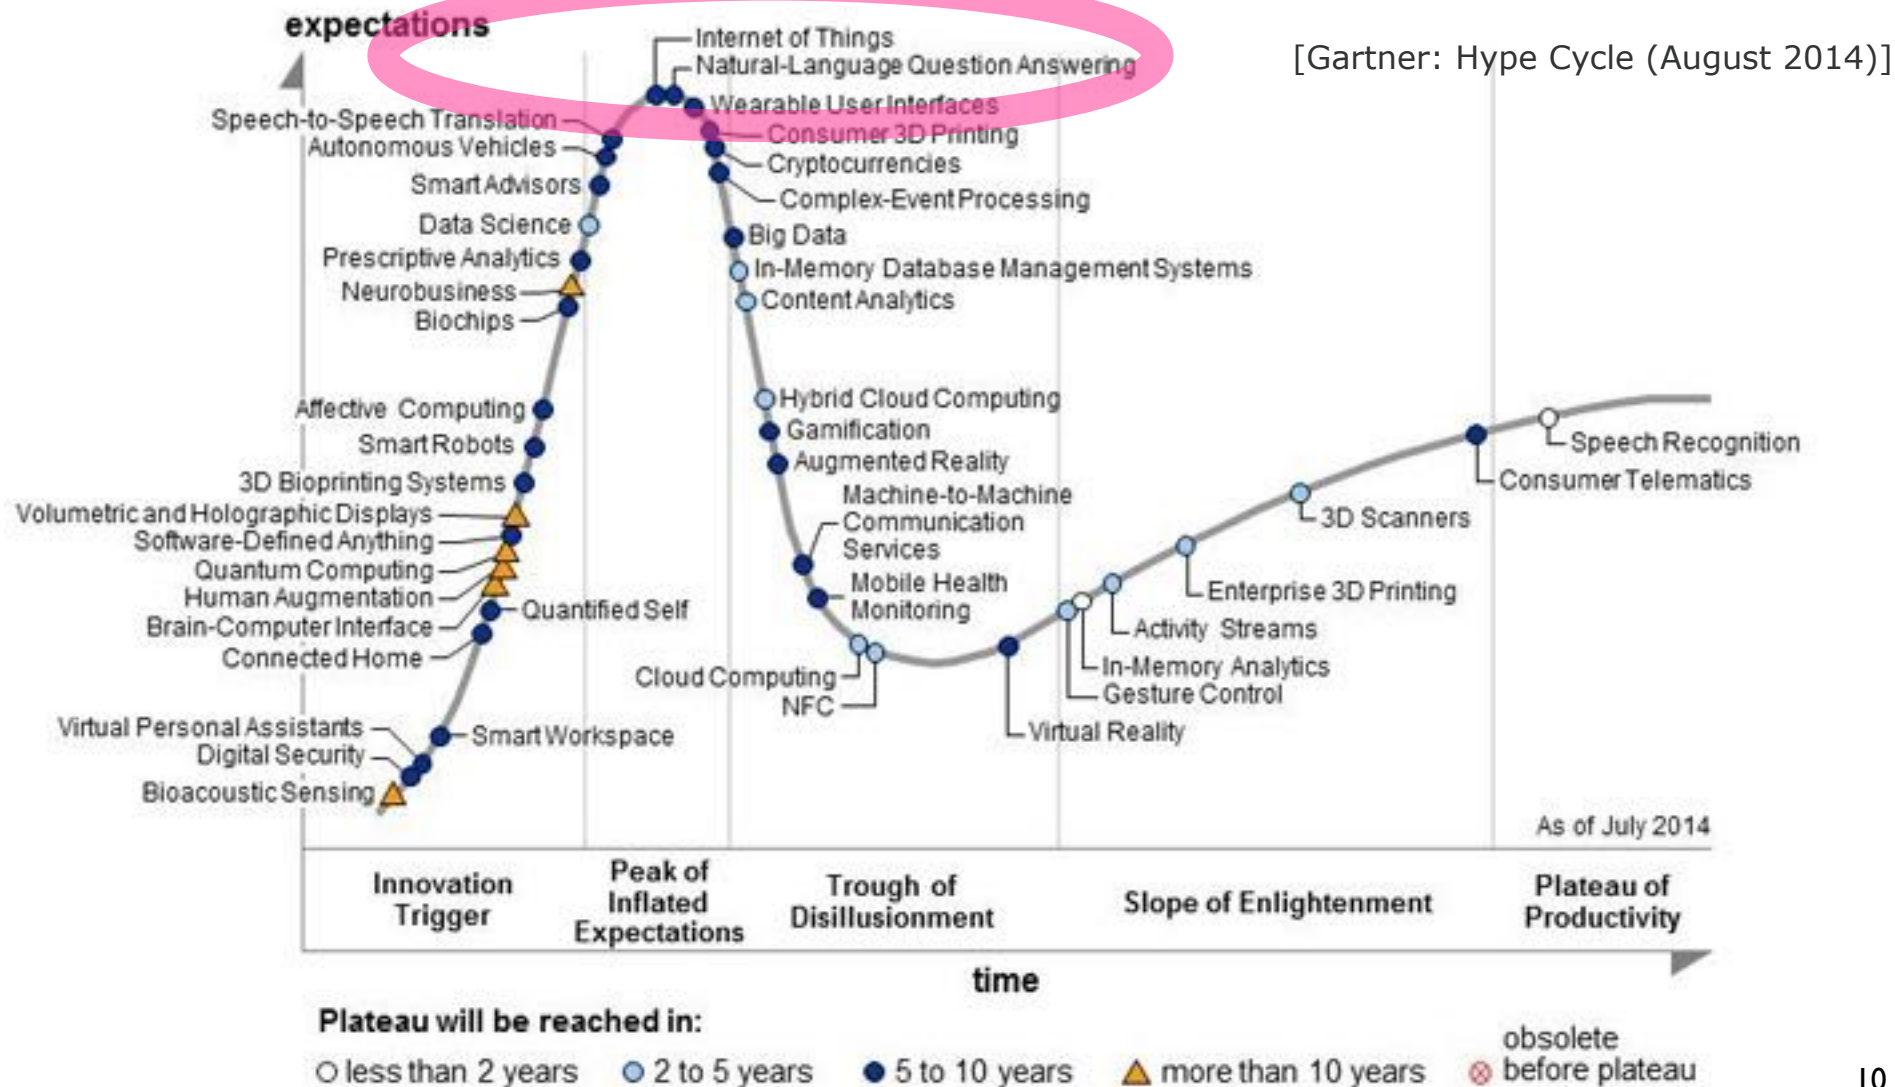 expectations
[Gartner: Hype Cycle (August 2014)]
Internet of Things
Natural-Language Question Answering
Wearable User Interfaces
Consumer 3D Printing
Cryptocurrencies
Complex-Event Processing
Speech-to-Speech Translation
Autonomous Vehicles
Smart Advisors
Data Science
Prescriptive Analytics
Neurobusiness
Biochips
Big Data
In-Memory Database Management Systems
Content Analytics
Affective Computing
Smart Robots
3D Bioprinting Systems
Volumetric and Holographic Displays
Software-Defined Anything
Quantum Computing
Human Augmentation
Brain-Computer Interface
Connected Home
Quantified Self
Hybrid Cloud Computing
Gamification
Augmented Reality
Machine-to-Machine
Communication
Services
Mobile Health
Monitoring
Cloud Computing
NFC
Virtual Personal Assistants
Digital Security
Bioacoustic Sensing
Smart Workspace
Speech Recognition
Consumer Telematics
3D Scanners
Enterprise 3D Printing
Activity Streams
In-Memory Analytics
Gesture Control
Virtual Reality
As of July 2014
Innovation
Trigger
Peak of
Inflated
Expectations
Trough of
Disillusionment
Slope of Enlightenment
Plateau of
Productivity
time
Plateau will be reached in:
less than 2 years
2 to 5 years
5 to 10 years
more than 10 years
obsolete
before plateau
10